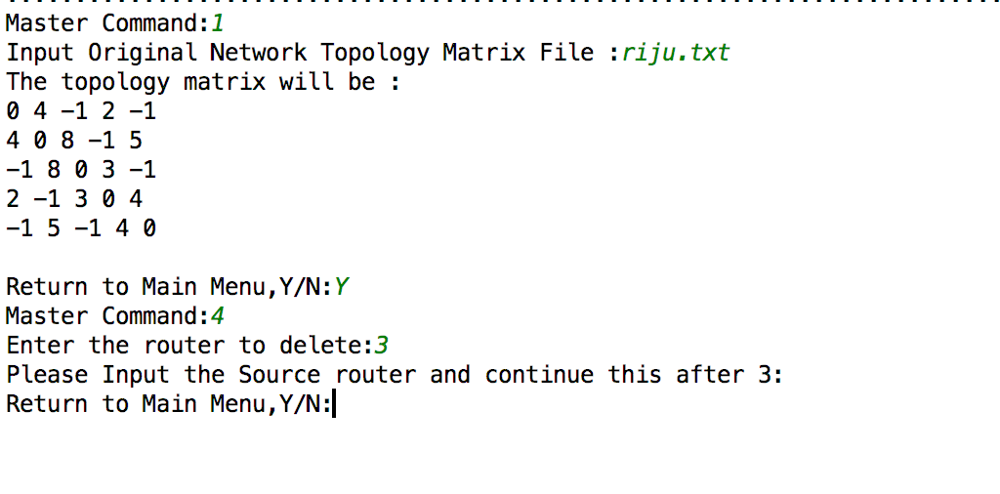 Master Command:1
Input Original Network Topology Matrix File :riju.txt
The topology matrix will be :
0 4 -1 2 -1
4 0 8 -1 5
-1 8 0 3 -1
2 -1 3 0 4
-1 5 -1 4 0
Return to Main Menu,Y/N:Y
Master Command:4
Enter the router to delete:3
Please Input the Source router and continue this after 3:
Return to Main Menu,Y/N: